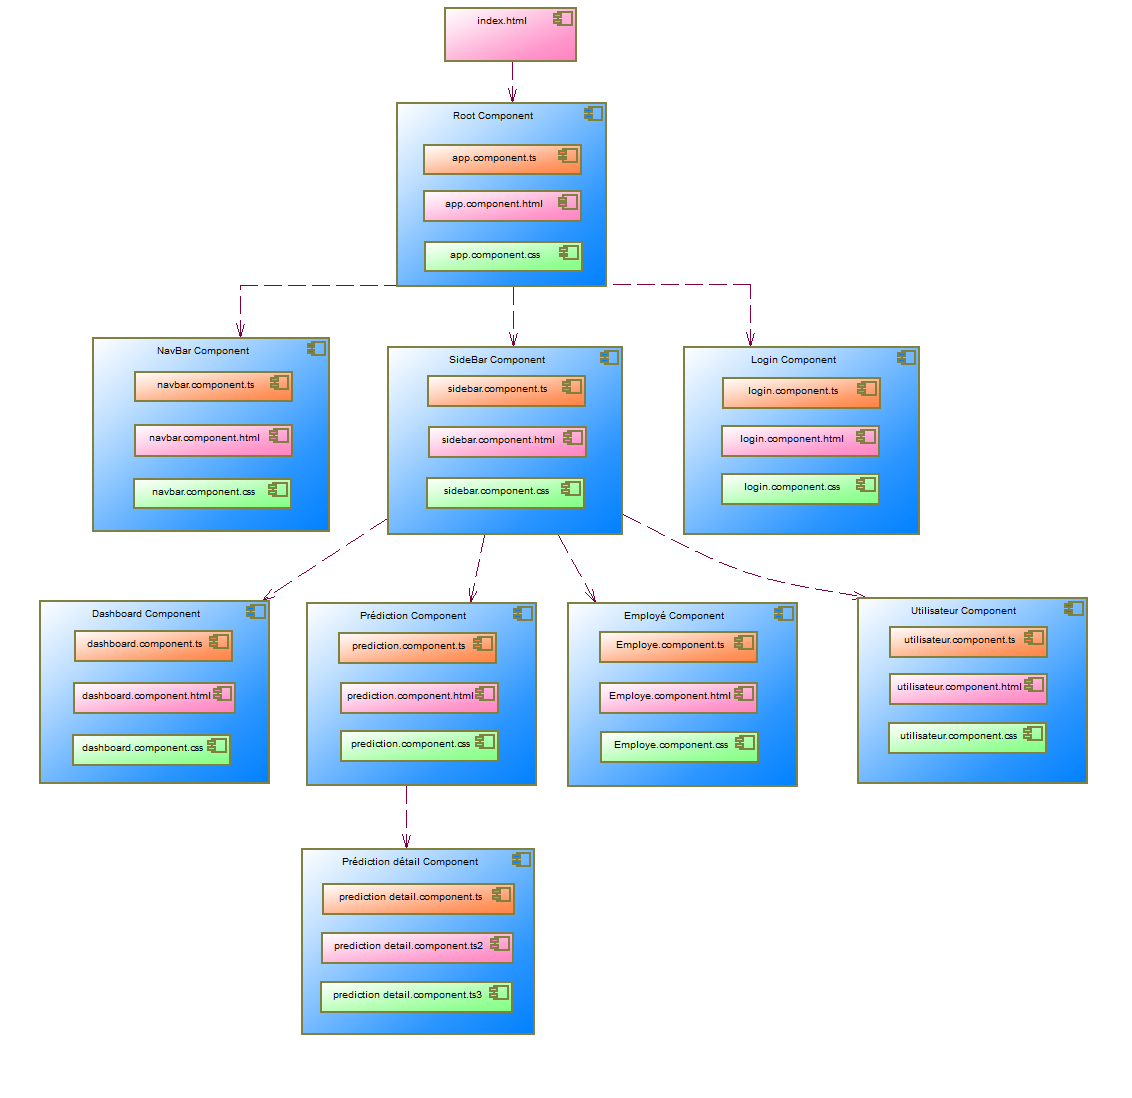 index.html
Root Component
app.component.ts
app.component.html
app.component.css
NavBar Component
navbar.component.ts
navbar.component.html
navbar.component.css
SideBar Component
sidebar.component.ts
sidebar.component.html
sidebar.component.css
Login Component
login.component.ts
login.component.html
login.component.css
Dashboard Component
dashboard.component.ts
dashboard.component.html
dashboard.component.css
Prédiction Component
prediction.component.ts
prediction.component.html
prediction.component.css
Employé Component
Employe.component.ts
Employe.component.html
Employe.component.css
Utilisateur Component
utilisateur.component.ts
utilisateur.component.html
utilisateur.component.css
Prédiction détail Component
prediction detail.component.ts
prediction detail.component.ts2
prediction detail.component.ts3